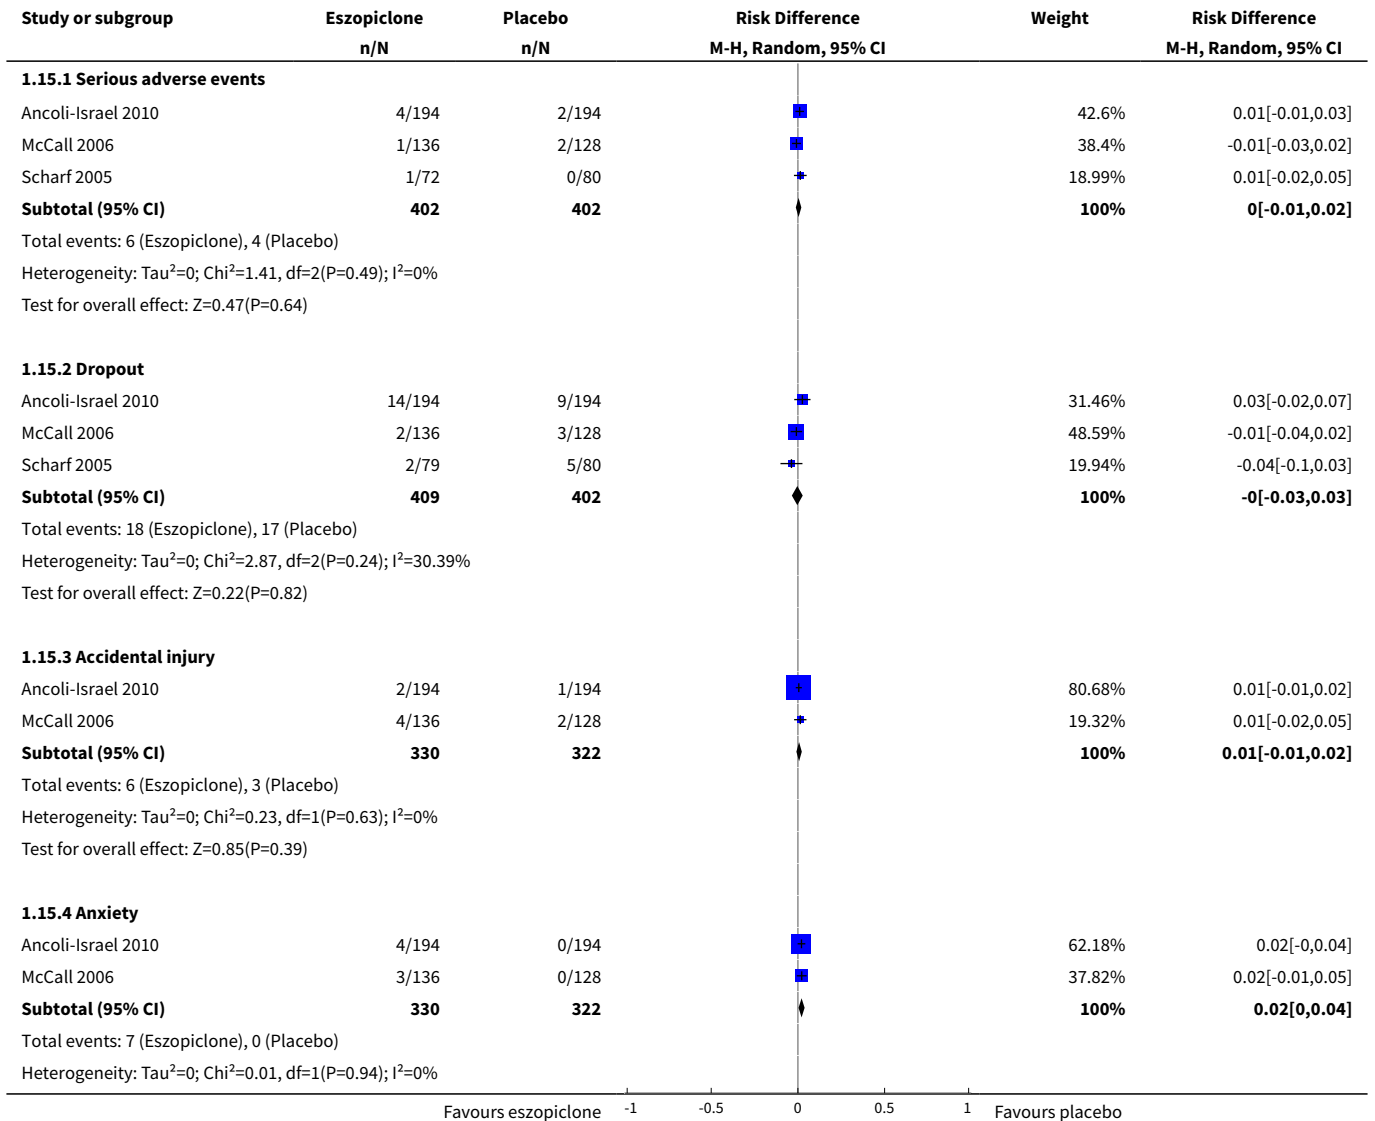 Study or subgroup Eszopiclone Placebo Risk Difference Weight Risk Difference
n/N n/N M-H, Random, 95% CI M-H, Random, 95% CI
1.15.1 Serious adverse events
Ancoli-Israel 2010 4/194 2/194 42.6% 0.01[-0.01,0.03]
McCall 2006 1/136 2/128 38.4% -0.01[-0.03,0.02]
Scharf 2005 1/72 0/80 18.99% 0.01[-0.02,0.05]
Subtotal (95% CI) 402 402 100% 0[-0.01,0.02]
Total events: 6 (Eszopiclone), 4 (Placebo)
Heterogeneity: Tau²=0; Chi²=1.41, df=2(P=0.49); I²=0%
Test for overall effect: Z=0.47(P=0.64)
1.15.2 Dropout
Ancoli-Israel 2010 14/194 9/194 31.46% 0.03[-0.02,0.07]
McCall 2006 2/136 3/128 48.59% -0.01[-0.04,0.02]
Scharf 2005 2/79 5/80 19.94% -0.04[-0.1,0.03]
Subtotal (95% CI) 409 402 100% -0[-0.03,0.03]
Total events: 18 (Eszopiclone), 17 (Placebo)
Heterogeneity: Tau²=0; Chi²=2.87, df=2(P=0.24); I²=30.39%
Test for overall effect: Z=0.22(P=0.82)
1.15.3 Accidental injury
Ancoli-Israel 2010 2/194 1/194 80.68% 0.01[-0.01,0.02]
McCall 2006 4/136 2/128 19.32% 0.01[-0.02,0.05]
Subtotal (95% CI) 330 322 100% 0.01[-0.01,0.02]
Total events: 6 (Eszopiclone), 3 (Placebo)
Heterogeneity: Tau²=0; Chi²=0.23, df=1(P=0.63); I²=0%
Test for overall effect: Z=0.85(P=0.39)
1.15.4 Anxiety
Ancoli-Israel 2010 4/194 0/194 62.18% 0.02[-0,0.04]
McCall 2006 3/136 0/128 37.82% 0.02[-0.01,0.05]
Subtotal (95% CI) 330 322 100% 0.02[0,0.04]
Total events: 7 (Eszopiclone), 0 (Placebo)
Heterogeneity: Tau²=0; Chi²=0.01, df=1(P=0.94); I²=0%
Favours eszopiclone -1 -0.5 0 0.5 1 Favours placebo